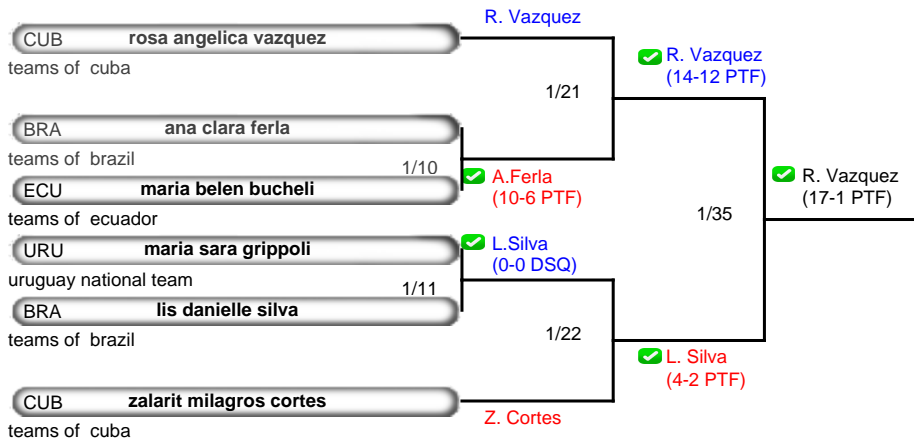 R. Vazquez
CUB rosa angelica vazquez
teams of cuba
R. Vazquez
(14-12 PTF)
1/21
BRA ana clara ferla
teams of brazil
1/10
ECU maria belen bucheli
A.Ferla
(10-6 PTF)
R. Vazquez
(17-1 PTF)
teams of ecuador
1/35
URU maria sara grippoli
L.Silva
(0-0 DSQ)
uruguay national team
1/11
BRA lis danielle silva
teams of brazil
1/22
L. Silva
(4-2 PTF)
CUB zalarit milagros cortes
Z. Cortes
teams of cuba